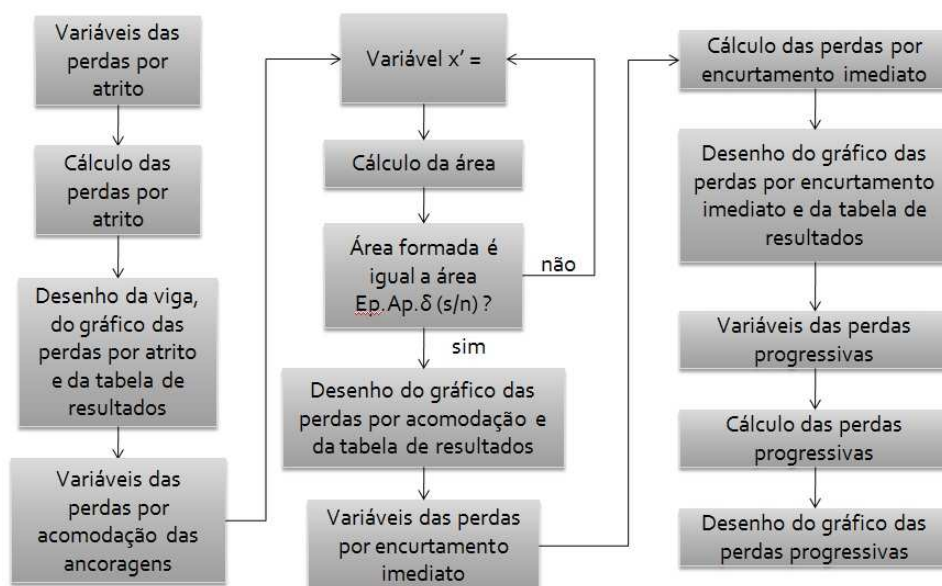 Variáveis das
perdas por
atrito
Cálculo das
perdas por
atrito
Desenho da viga,
do gráfico das
perdas por atrito
e da tabela de
resultados
Variáveis das
perdas por
acomodação das
ancoragens
Variável x’ =
Cálculo da área
Área formada é
igual a área
Ep.Ap.δ (s/n) ?
não
sim
Desenho do gráfico das
perdas por acomodação e
da tabela de resultados
Variáveis das perdas
por encurtamento
imediato
Cálculo das perdas por
encurtamento imediato
Desenho do gráfico das
perdas por encurtamento
imediato e da tabela de
resultados
Variáveis das perdas
progressivas
Cálculo das perdas
progressivas
Desenho do gráfico das
perdas progressivas